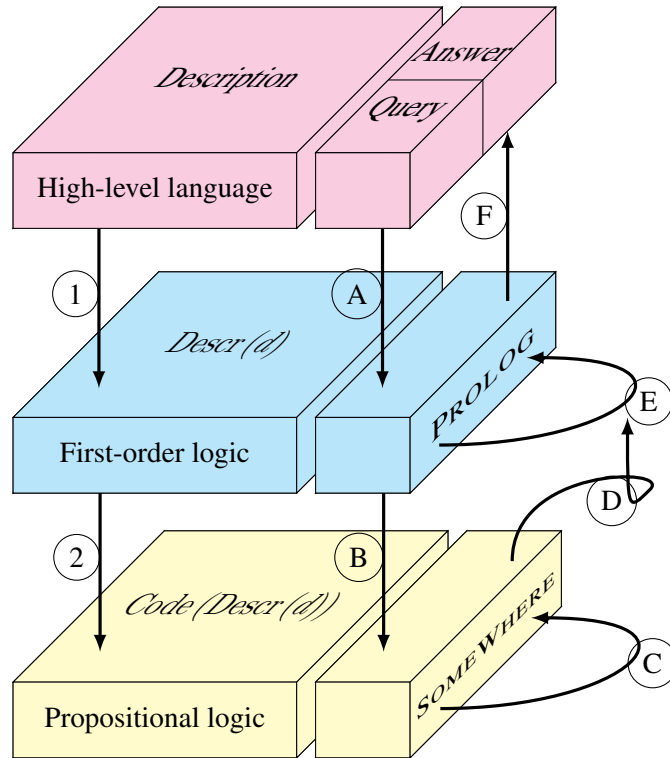 Answer
Description
Query
High-level language
F
1
A
Descr(d)
PROLOG
E
First-order logic
D
2
B
Code(Descr(d))
SOMEWHERE
C
Propositional logic